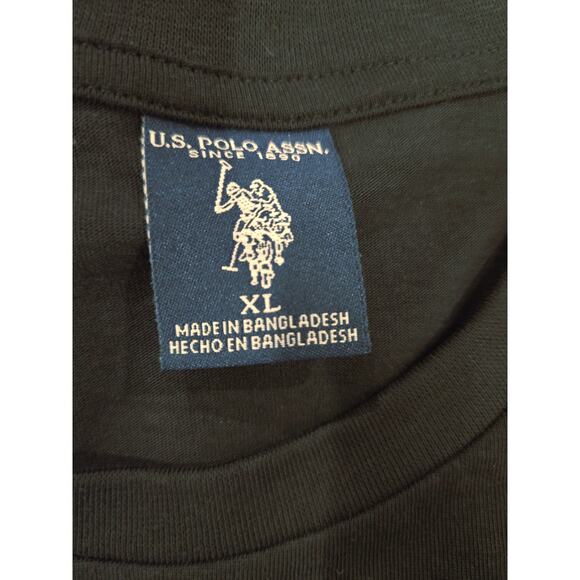 U.S. POLO ASSN.
SINCE 1890
XL
MADE IN BANGLADESH
HECHO EN BANGLADESH